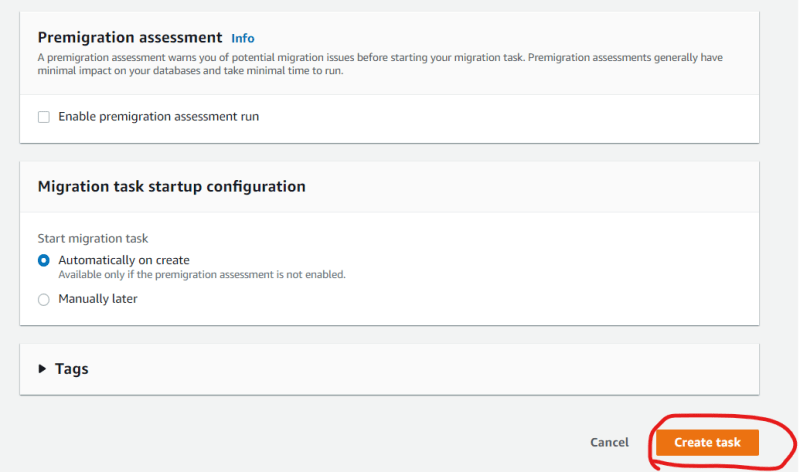 Premigration assessment Info
A premigration assessment warns you of potential migration issues before starting your migration task. Premigration assessments generally have
minimal impact on your databases and take minimal time to run.
Enable premigration assessment run
Migration task startup configuration
Start migration task
Automatically on create
Available only if the premigration assessment is not enabled.
Manually later
Tags
Cancel Create task